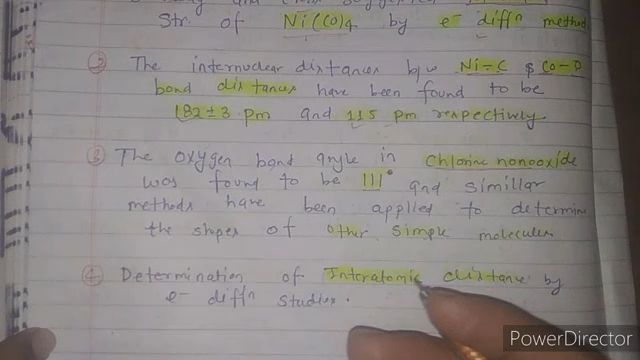 Str. of Ni(CO)4 by e- diffn method
② The internuclear distances b/w Ni-C & CO-O
bond distances have been found to be
182±3 pm and 115 pm respectively.
③ The oxygen bond angle in Chlorine monooxide
was found to be 111° and simillar
methods have been applied to determine
the shapes of other simple molecules
④ Determination of Interatomic distance by
e- diffn studies.
PowerDirector